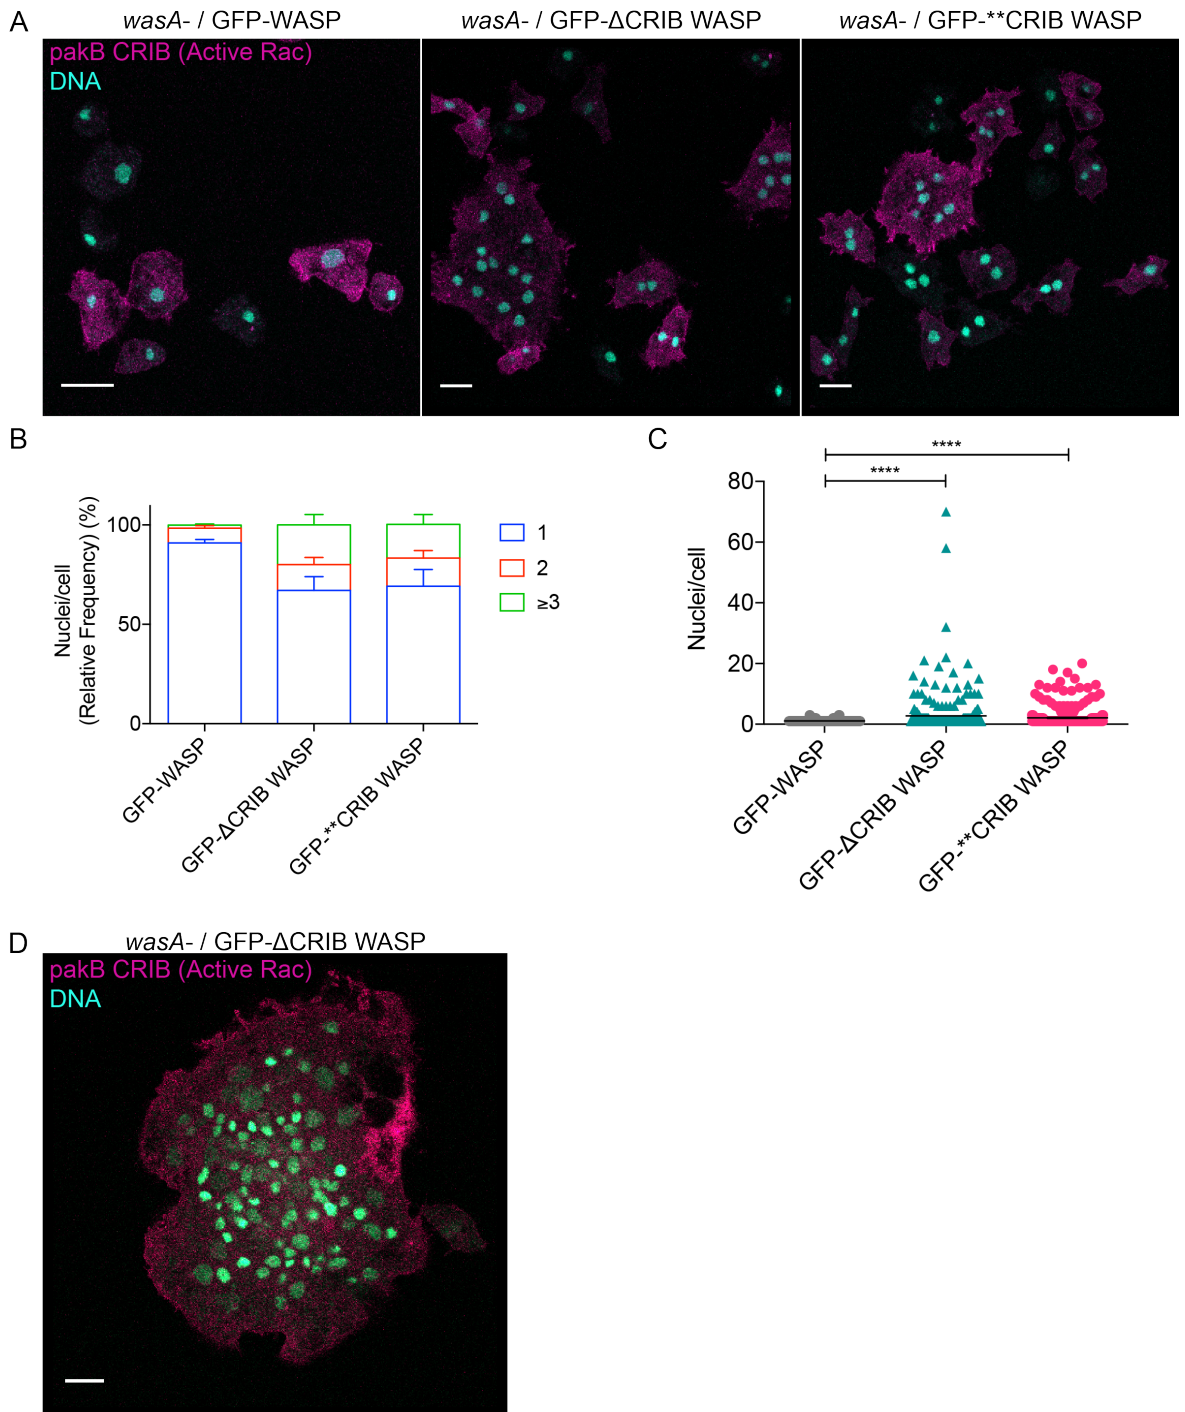 A
wasA- / GFP-WASP
wasA- / GFP-ΔCRIB WASP
wasA- / GFP-**CRIB WASP
pakB CRIB (Active Rac)
DNA
B
Nuclei/cell
(Relative Frequency) (%)
100
50
0
GFP-WASP
GFP-ΔCRIB WASP
GFP-**CRIB WASP
1
2
≥3
C
****
****
Nuclei/cell
80
60
40
20
0
GFP-WASP
GFP-ΔCRIB WASP
GFP-**CRIB WASP
D
wasA- / GFP-ΔCRIB WASP
pakB CRIB (Active Rac)
DNA